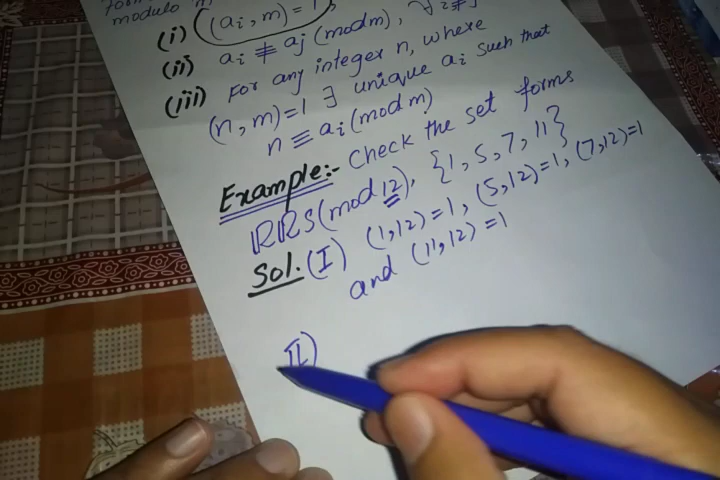 modulo
(i) (ai, m) = 1,
(ii) ai ≢ aj (mod m), ∀ i ≠ j
(iii) For any integer n, where
(n, m) = 1 ∃ unique ai such that
n ≡ ai (mod m)
Example:- Check the set forms
RRS (mod 12), {1, 5, 7, 11}
Sol. (I) (1,12)=1, (5,12)=1, (7,12)=1
and (11,12)=1
II)